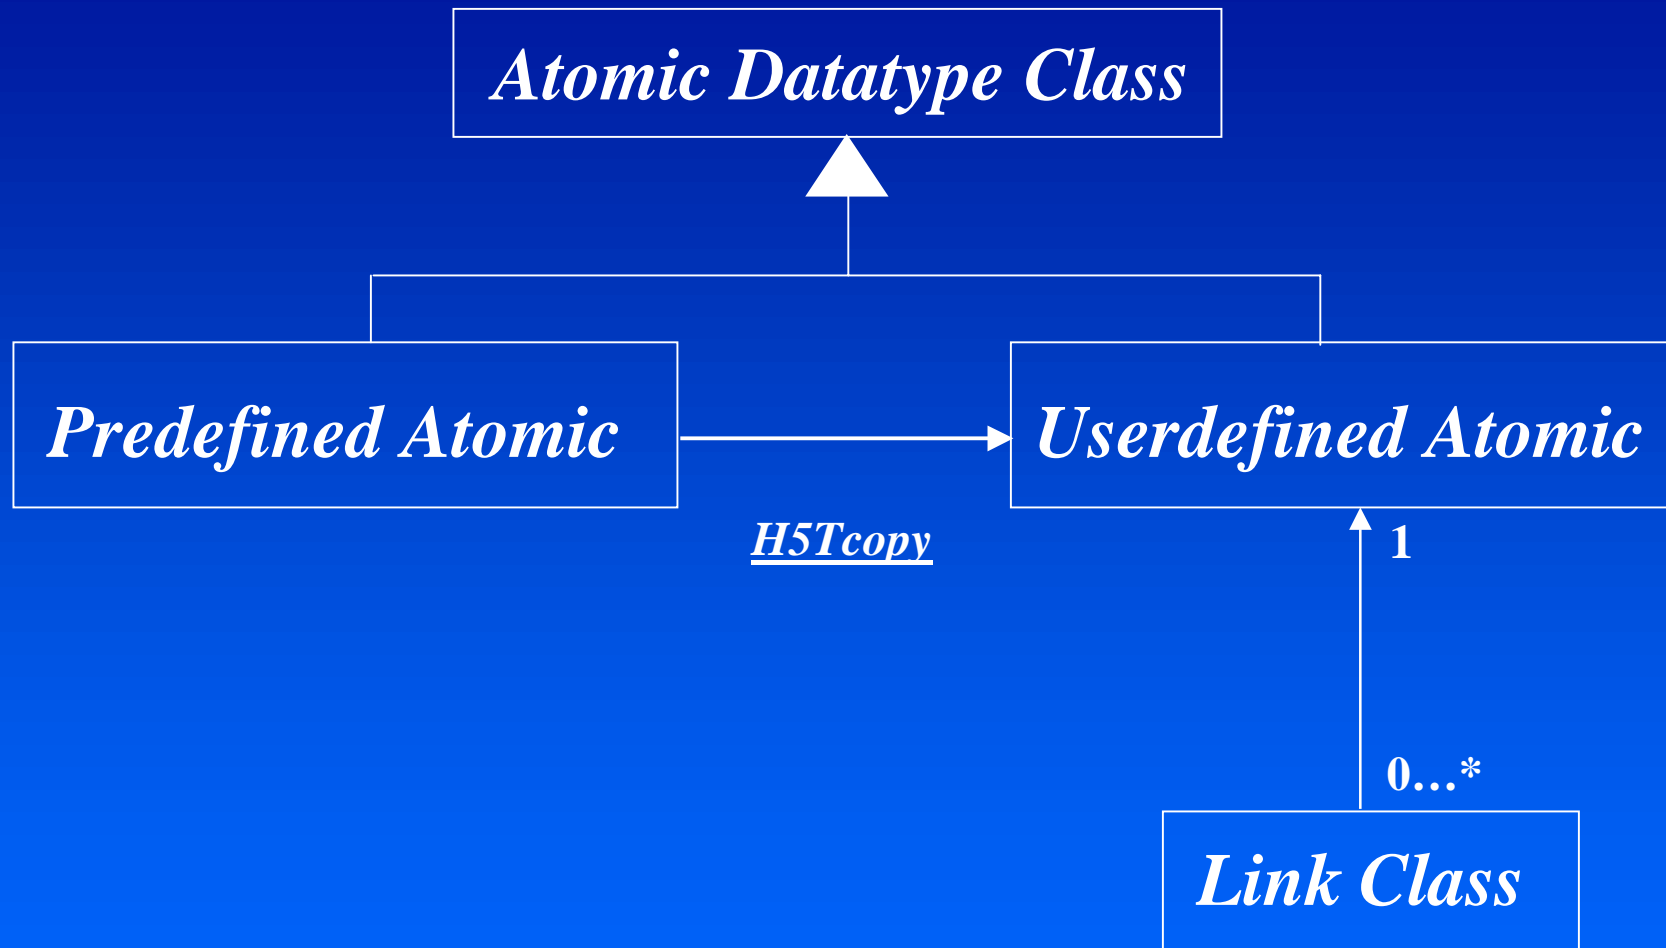 Atomic Datatype Class
Predefined Atomic
Userdefined Atomic
H5Tcopy
1
0…*
Link Class